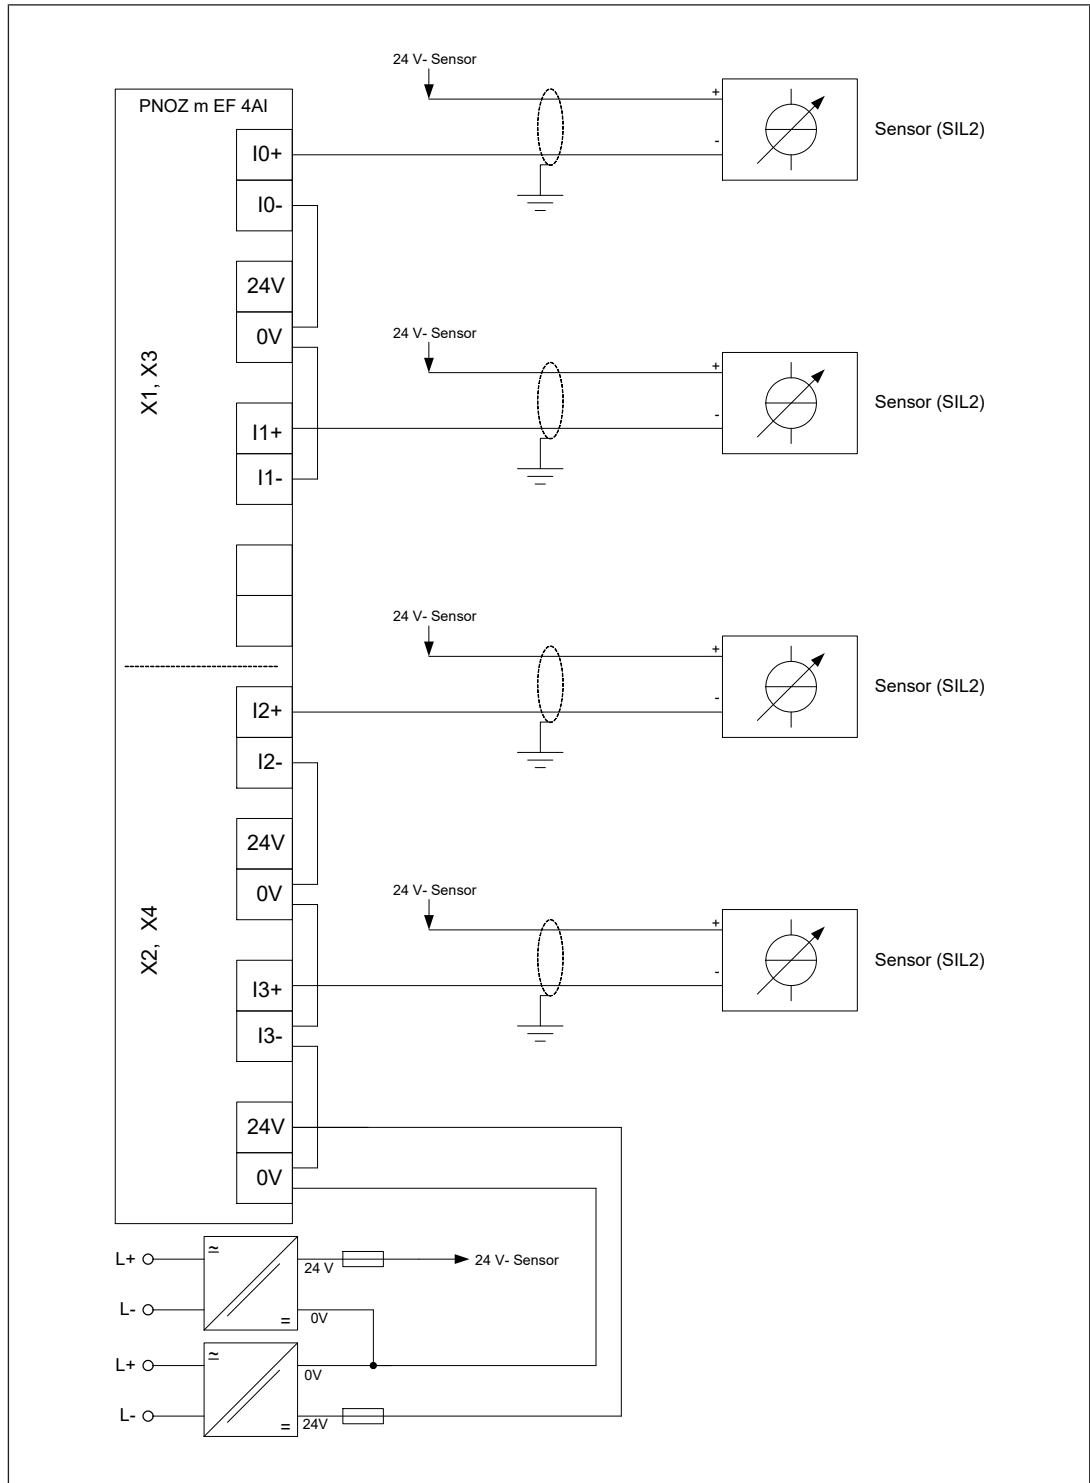 24 V- Sensor
PNOZ m EF 4AI
+
I0+
-
Sensor (SIL2)
I0-
24V
0V
X1, X3
24 V- Sensor
+
I1+
-
Sensor (SIL2)
I1-
24 V- Sensor
+
I2+
-
Sensor (SIL2)
I2-
24V
0V
X2, X4
24 V- Sensor
+
I3+
-
Sensor (SIL2)
I3-
24V
0V
L+
≃
24 V
24 V- Sensor
L-
=
0V
L+
≃
0V
L-
=
24V